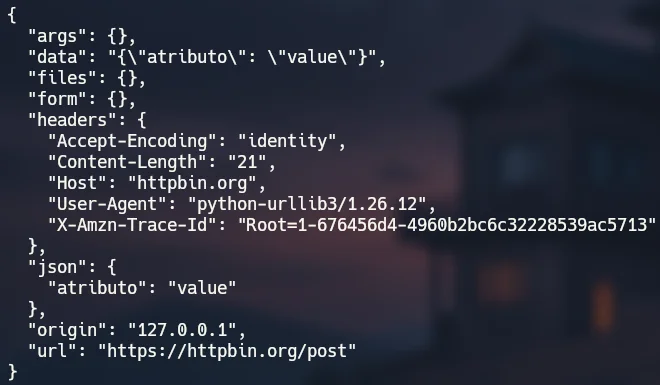 {
  "args": {},
  "data": "{\"atributo\": \"value\"}",
  "files": {},
  "form": {},
  "headers": {
    "Accept-Encoding": "identity",
    "Content-Length": "21",
    "Host": "httpbin.org",
    "User-Agent": "python-urllib3/1.26.12",
    "X-Amzn-Trace-Id": "Root=1-676456d4-4960b2bc6c32228539ac5713"
  },
  "json": {
    "atributo": "value"
  },
  "origin": "127.0.0.1",
  "url": "https://httpbin.org/post"
}